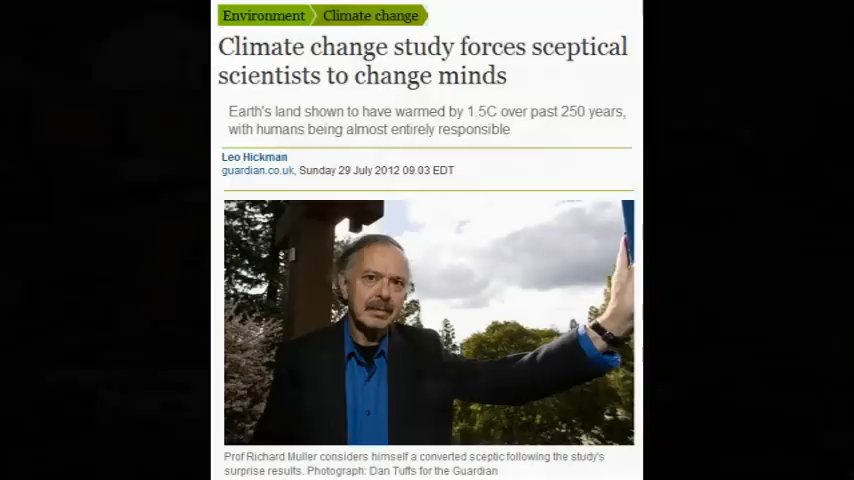 Environment Climate change
Climate change study forces sceptical
scientists to change minds
Earth's land shown to have warmed by 1.5C over past 250 years,
with humans being almost entirely responsible
Leo Hickman
guardian.co.uk, Sunday 29 July 2012 09.03 EDT
Prof Richard Muller considers himself a converted sceptic following the study's
surprise results. Photograph: Dan Tuffs for the Guardian